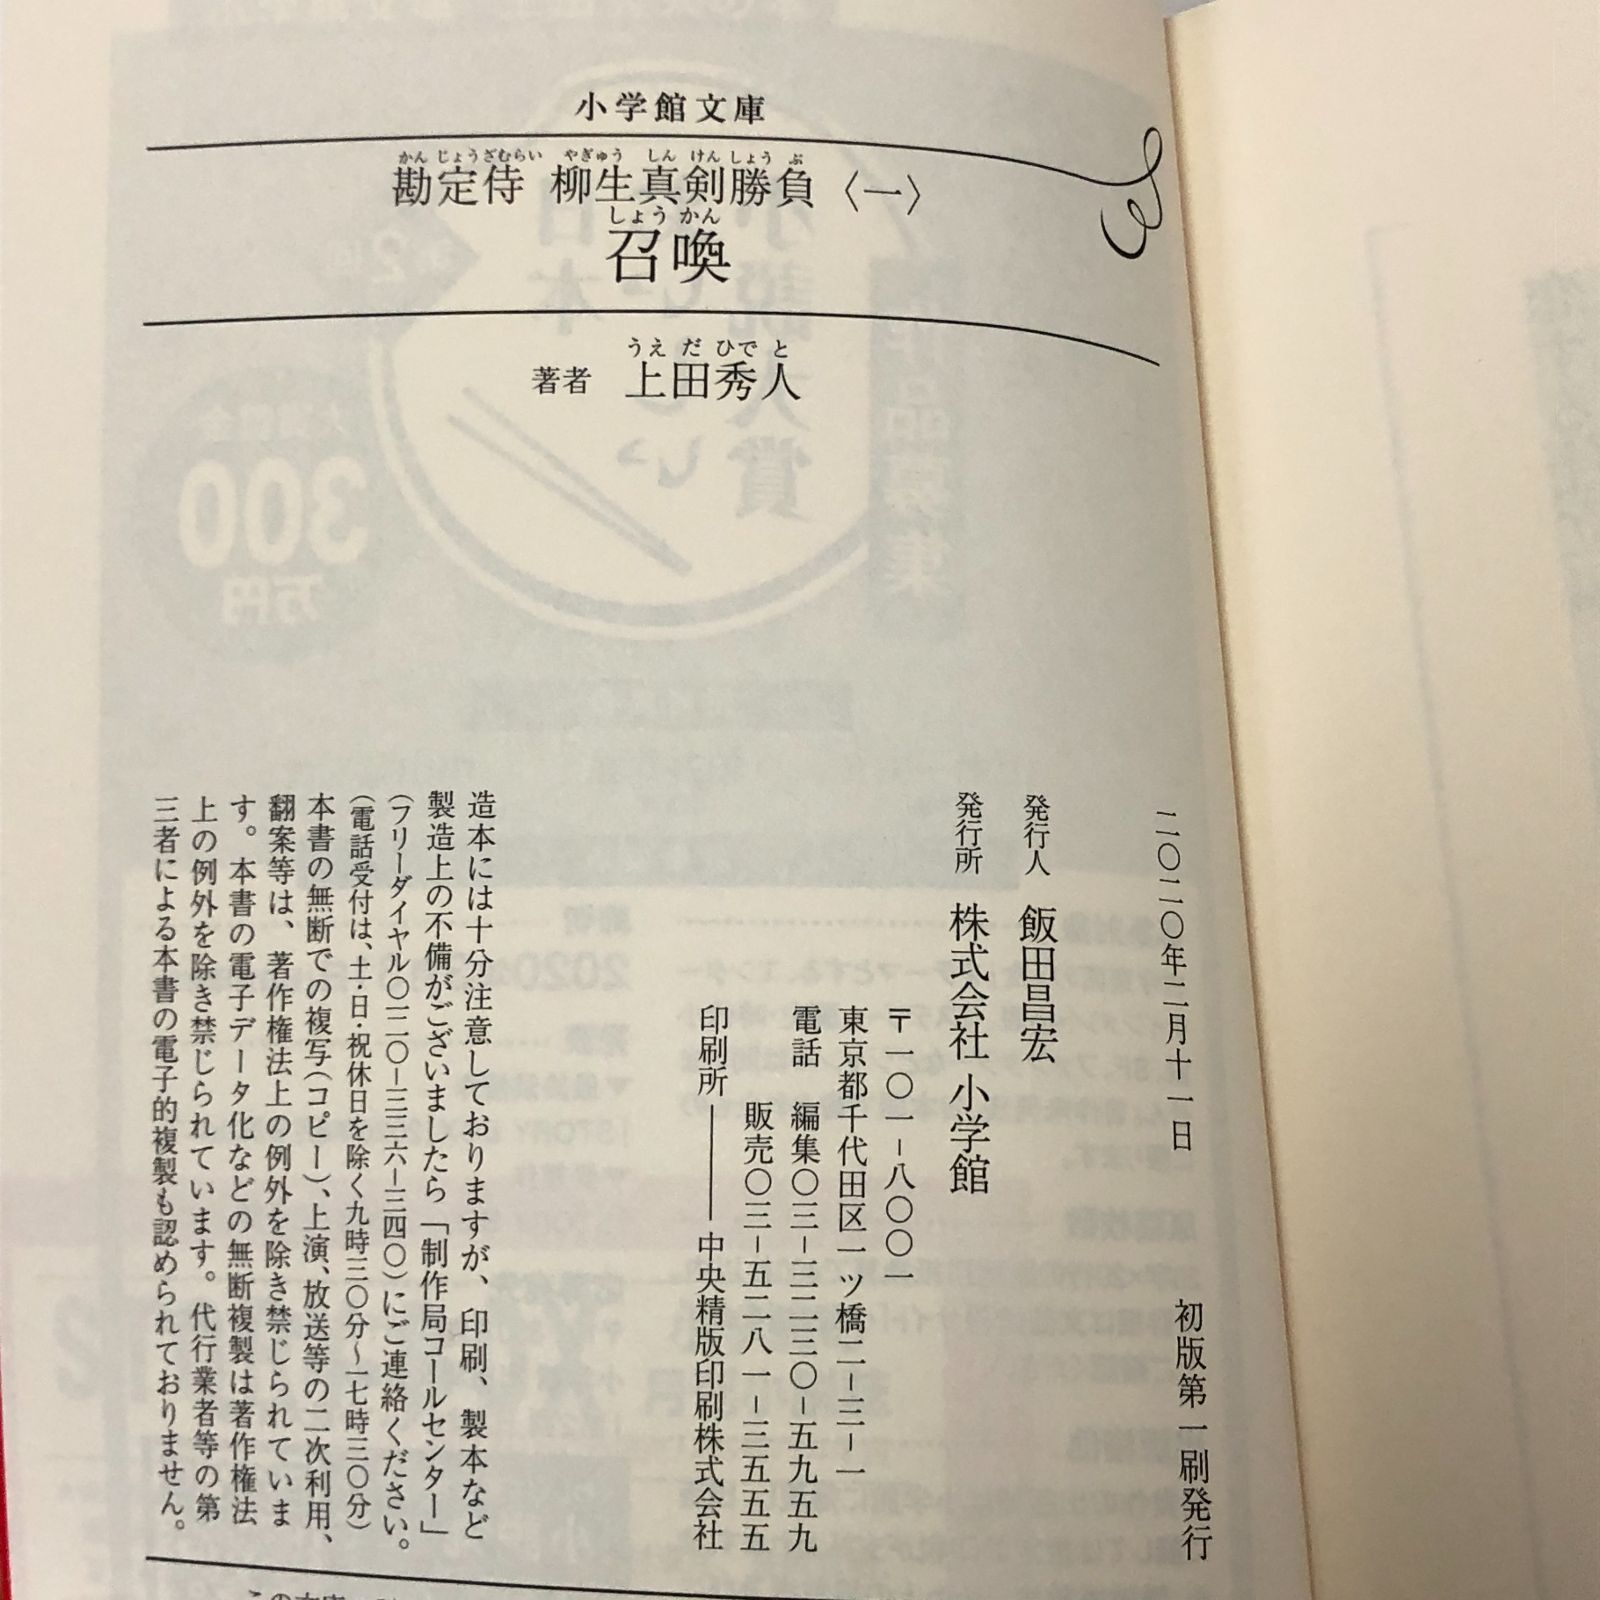 小学館文庫
かんじょうざむらい やぎゅうしんけんしょうぶ
勘定侍 柳生真剣勝負〈一〉
しょうかん
召喚
うえだひでと
著者 上田秀人
二〇二〇年二月十一日 初版第一刷発行
発行人 飯田昌宏
発行所 株式会社 小学館
〒一〇一-八〇〇一
東京都千代田区一ツ橋二-三-一
電話 編集〇三-三二三〇-五九五九
販売〇三-五二八一-三五五五
印刷所――中央精版印刷株式会社
造本には十分注意しておりますが、印刷、製本など
製造上の不備がございましたら「制作局コールセンター」
(フリーダイヤル〇一二〇-三三六-三四〇)にご連絡ください。
(電話受付は、土・日・祝休日を除く九時三〇分~一七時三〇分)
本書の無断での複写(コピー)、上演、放送等の二次利用、
翻案等は、著作権法上の例外を除き禁じられていま
す。本書の電子データ化などの無断複製は著作権法
上の例外を除き禁じられています。代行業者等の第
三者による本書の電子的複製も認められておりません。
300
万円